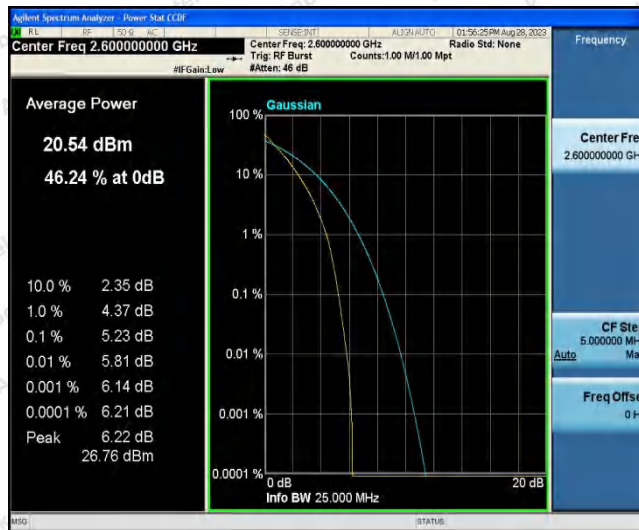 Agilent Spectrum Analyzer - Power Stat CCDF
RL RF 50 Ω AC SENSE:INT ALIGN AUTO 01:56:25 PM Aug 28, 2023
Center Freq 2.600000000 GHz
Center Freq: 2.600000000 GHz Radio Std: None
Trig: RF Burst Counts:1.00 M/1.00 Mpt
#IFGain:Low #Atten: 46 dB
Frequency
Average Power
20.54 dBm
46.24 % at 0dB
10.0 % 2.35 dB
1.0 % 4.37 dB
0.1 % 5.23 dB
0.01 % 5.81 dB
0.001 % 6.14 dB
0.0001 % 6.21 dB
Peak 6.22 dB
26.76 dBm
Gaussian
100 %
10 %
1 %
0.1 %
0.01 %
0.001 %
0.0001 %
0 dB 20 dB
Info BW 25.000 MHz
Center Fre
2.600000000 GH
CF Ste
5.000000 MH
Auto Ma
Freq Offse
0 H
MSG STATUS